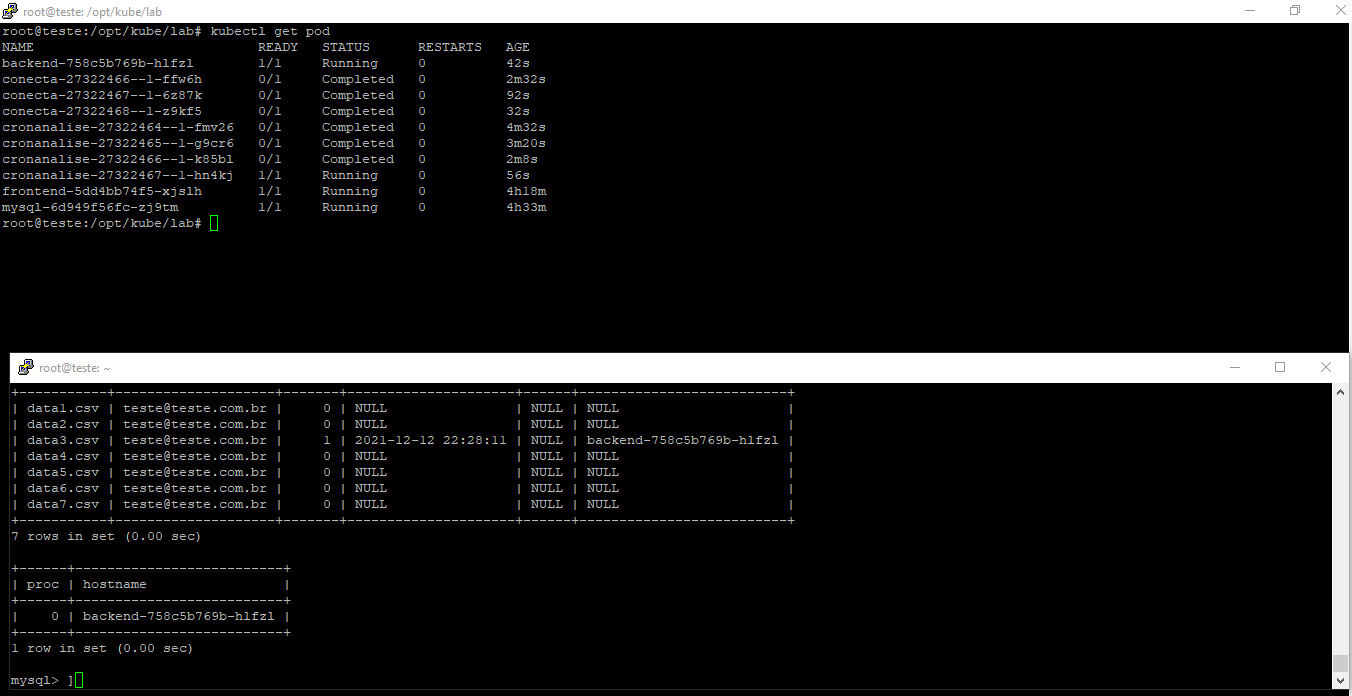 root@teste: /opt/kube/lab
root@teste:/opt/kube/lab# kubectl get pod
NAME                            READY   STATUS      RESTARTS   AGE
backend-758c5b769b-hlfzl        1/1     Running     0          42s
conecta-27322466--1-ffw6h       0/1     Completed   0          2m32s
conecta-27322467--1-6z87k       0/1     Completed   0          92s
conecta-27322468--1-z9kf5       0/1     Completed   0          32s
cronanalise-27322464--1-fmv26   0/1     Completed   0          4m32s
cronanalise-27322465--1-g9cr6   0/1     Completed   0          3m20s
cronanalise-27322466--1-k85bl   0/1     Completed   0          2m8s
cronanalise-27322467--1-hn4kj   1/1     Running     0          56s
frontend-5dd4bb74f5-xjslh       1/1     Running     0          4h18m
mysql-6d949f56fc-zj9tm          1/1     Running     0          4h33m
root@teste:/opt/kube/lab#
root@teste: ~
+-----------+--------------------+-------+---------------------+------+--------------------------+
| data1.csv | teste@teste.com.br |     0 | NULL                | NULL | NULL                     |
| data2.csv | teste@teste.com.br |     0 | NULL                | NULL | NULL                     |
| data3.csv | teste@teste.com.br |     1 | 2021-12-12 22:28:11 | NULL | backend-758c5b769b-hlfzl |
| data4.csv | teste@teste.com.br |     0 | NULL                | NULL | NULL                     |
| data5.csv | teste@teste.com.br |     0 | NULL                | NULL | NULL                     |
| data6.csv | teste@teste.com.br |     0 | NULL                | NULL | NULL                     |
| data7.csv | teste@teste.com.br |     0 | NULL                | NULL | NULL                     |
+-----------+--------------------+-------+---------------------+------+--------------------------+
7 rows in set (0.00 sec)
+------+--------------------------+
| proc | hostname                 |
+------+--------------------------+
|    0 | backend-758c5b769b-hlfzl |
+------+--------------------------+
1 row in set (0.00 sec)
mysql> ]